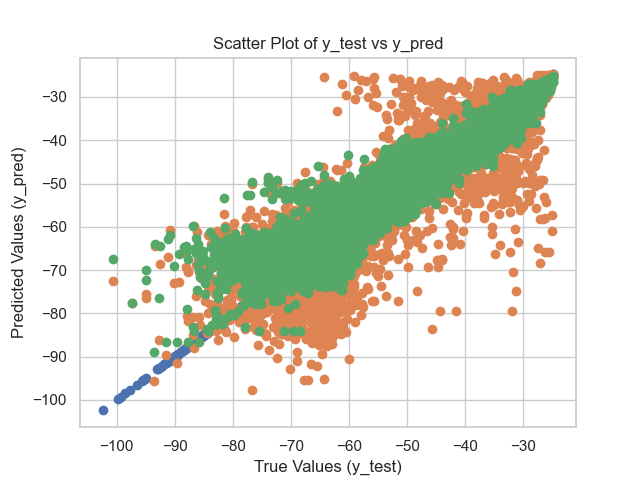 Scatter Plot of y_test vs y_pred
Predicted Values (y_pred)
−30
−40
−50
−60
−70
−80
−90
−100
−100 −90 −80 −70 −60 −50 −40 −30
True Values (y_test)